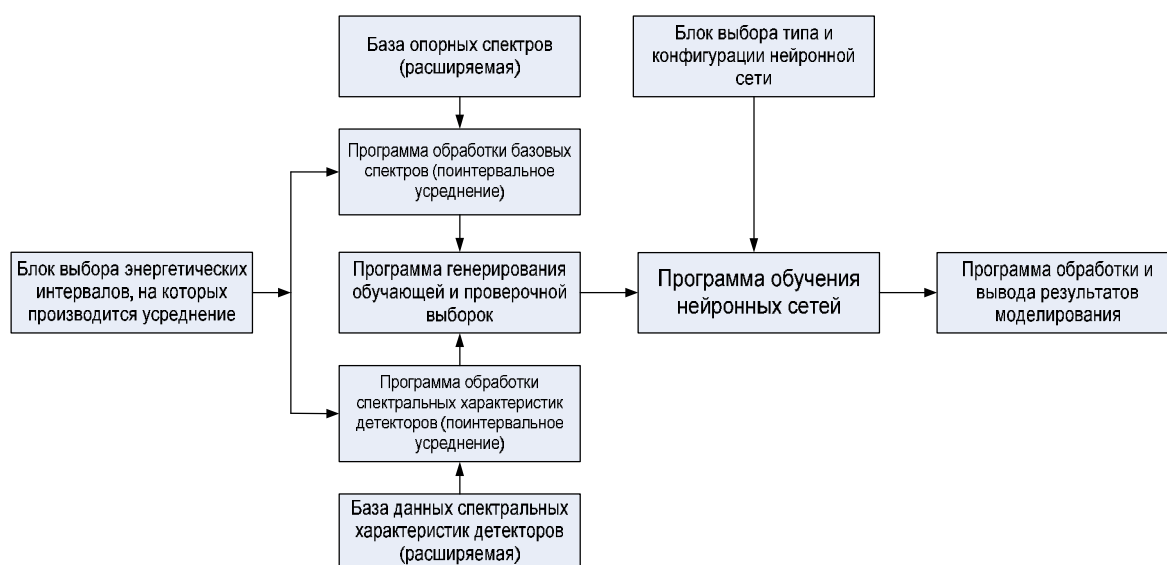 База опорных спектров
(расширяемая)
Блок выбора типа и
конфигурации нейронной
сети
Программа обработки базовых
спектров (поинтервальное
усреднение)
Блок выбора энергетических
интервалов, на которых
производится усреднение
Программа генерирования
обучающей и проверочной
выборок
Программа обучения
нейронных сетей
Программа обработки и
вывода результатов
моделирования
Программа обработки
спектральных характеристик
детекторов (поинтервальное
усреднение)
База данных спектральных
характеристик детекторов
(расширяемая)